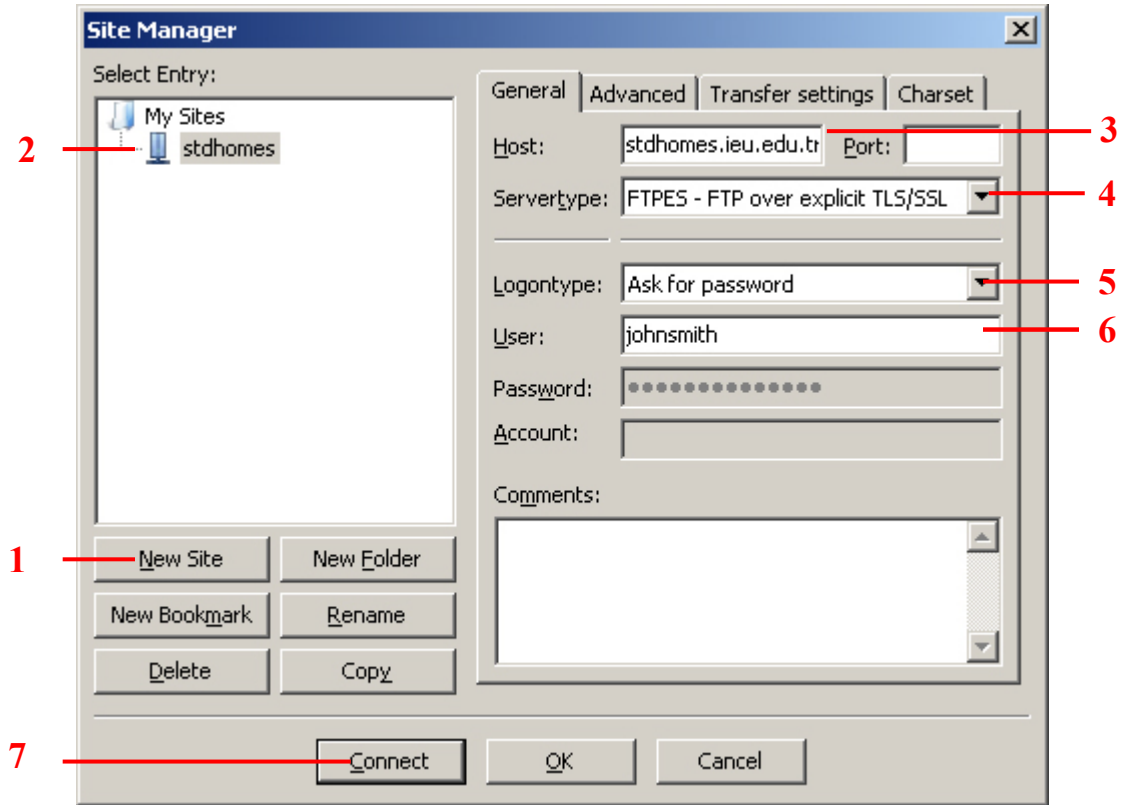 Site Manager
Select Entry:
My Sites
stdhomes
General
Advanced
Transfer settings
Charset
Host: stdhomes.ieu.edu.tr Port:
Servertype: FTPES - FTP over explicit TLS/SSL
Logontype: Ask for password
User: johnsmith
Password: ●●●●●●●●●●●●●●
Account:
Comments:
New Site
New Folder
New Bookmark
Rename
Delete
Copy
Connect
OK
Cancel
1
2
3
4
5
6
7